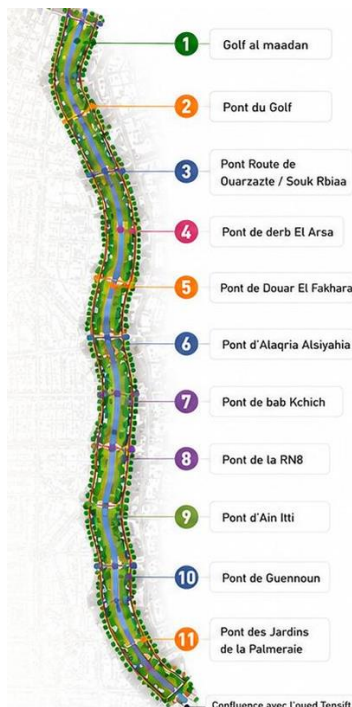 1
Golf al maadan
2
Pont du Golf
3
Pont Route de
Ouarzazte / Souk Rbiaa
4
Pont de derb El Arsa
5
Pont de Douar El Fakhara
6
Pont d'Alaqria Alsiyahia
7
Pont de bab Kchich
8
Pont de la RN8
9
Pont d'Ain Itti
10
Pont de Guennoun
11
Pont des Jardins
de la Palmeraie
Confluence avec l'oued Tensift